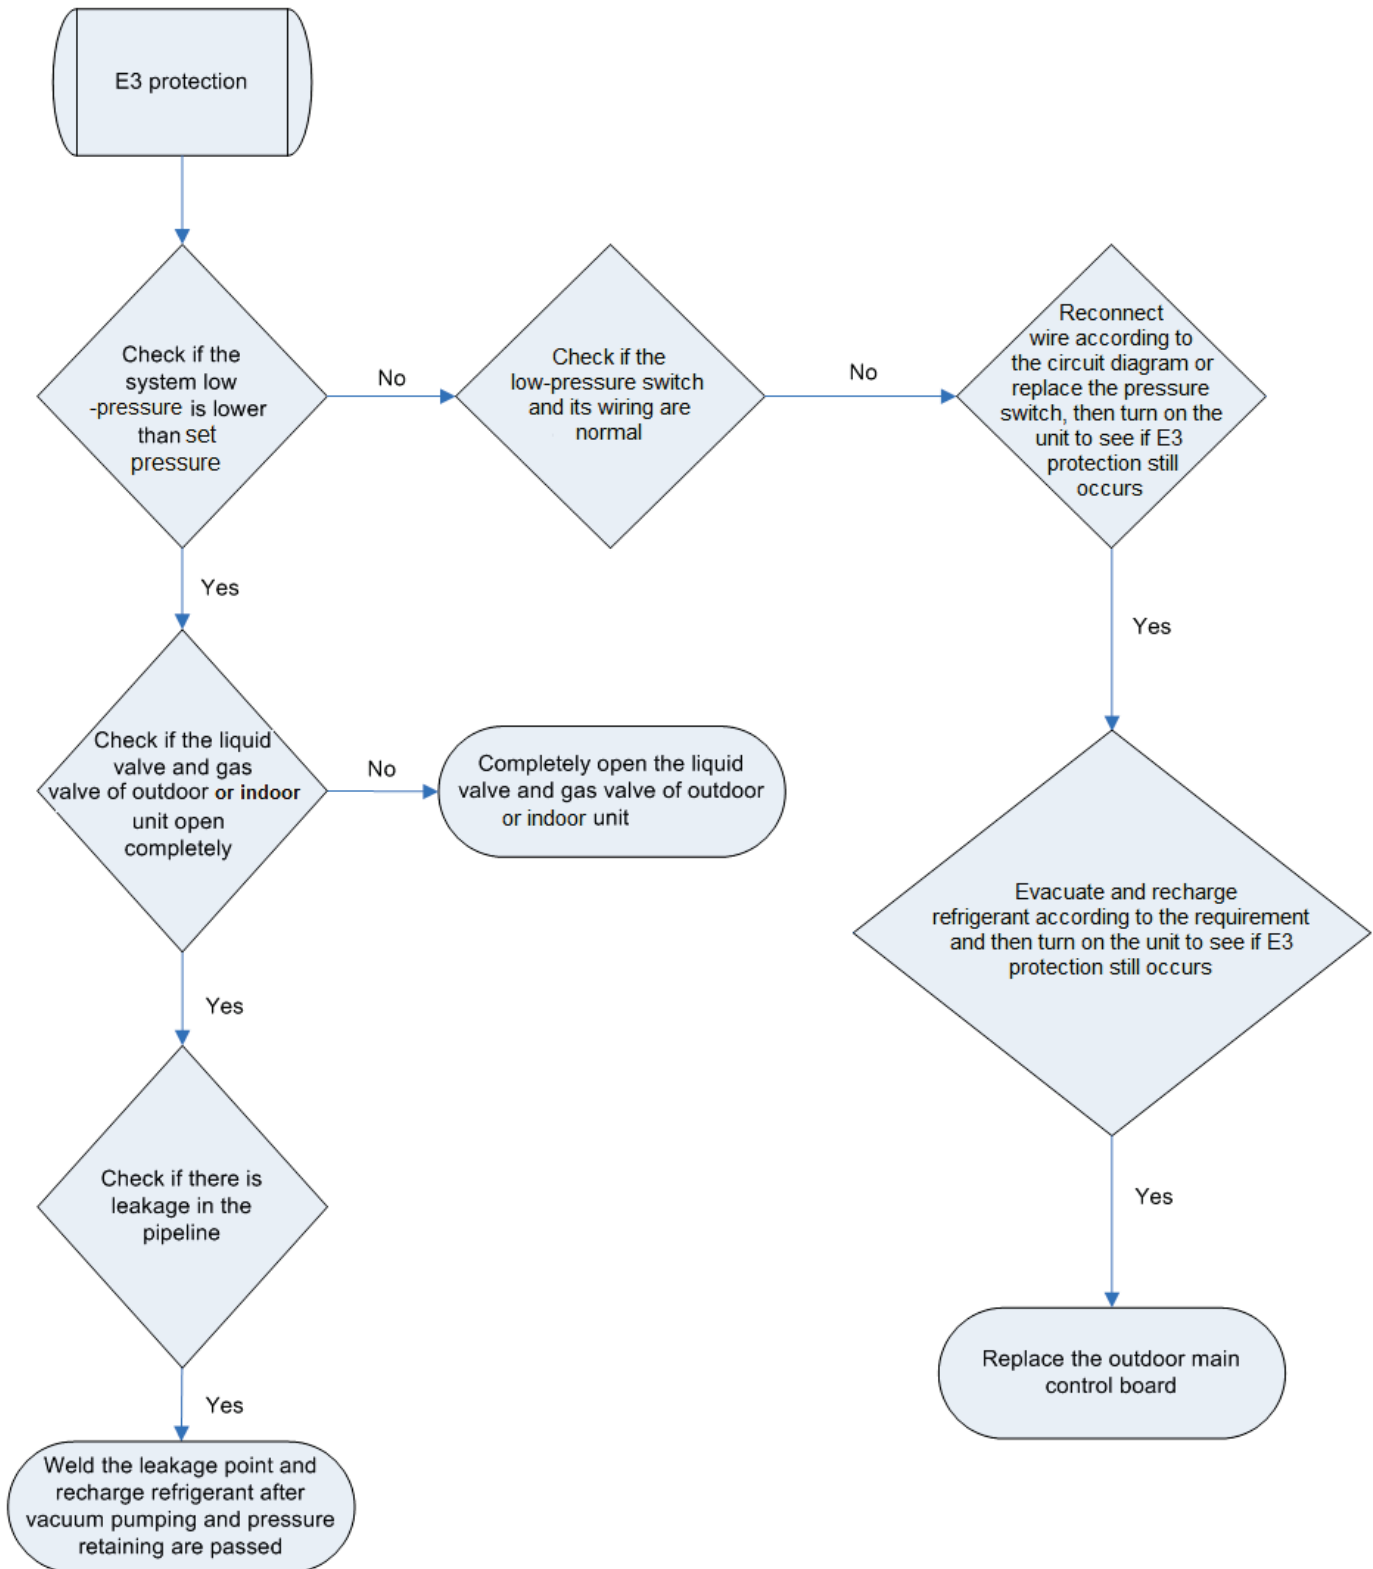 E3 protection
Check if the
system low
-pressure is lower
than set
pressure
No
Check if the
low-pressure switch
and its wiring are
normal
No
Reconnect
wire according to
the circuit diagram or
replace the pressure
switch, then turn on the
unit to see if E3
protection still
occurs
Yes
Yes
Check if the liquid
valve and gas
valve of outdoor or indoor
unit open
completely
No
Completely open the liquid
valve and gas valve of outdoor
or indoor unit
Evacuate and recharge
refrigerant according to the requirement
and then turn on the unit to see if E3
protection still occurs
Yes
Check if there is
leakage in the
pipeline
Yes
Replace the outdoor main
control board
Yes
Weld the leakage point and
recharge refrigerant after
vacuum pumping and pressure
retaining are passed